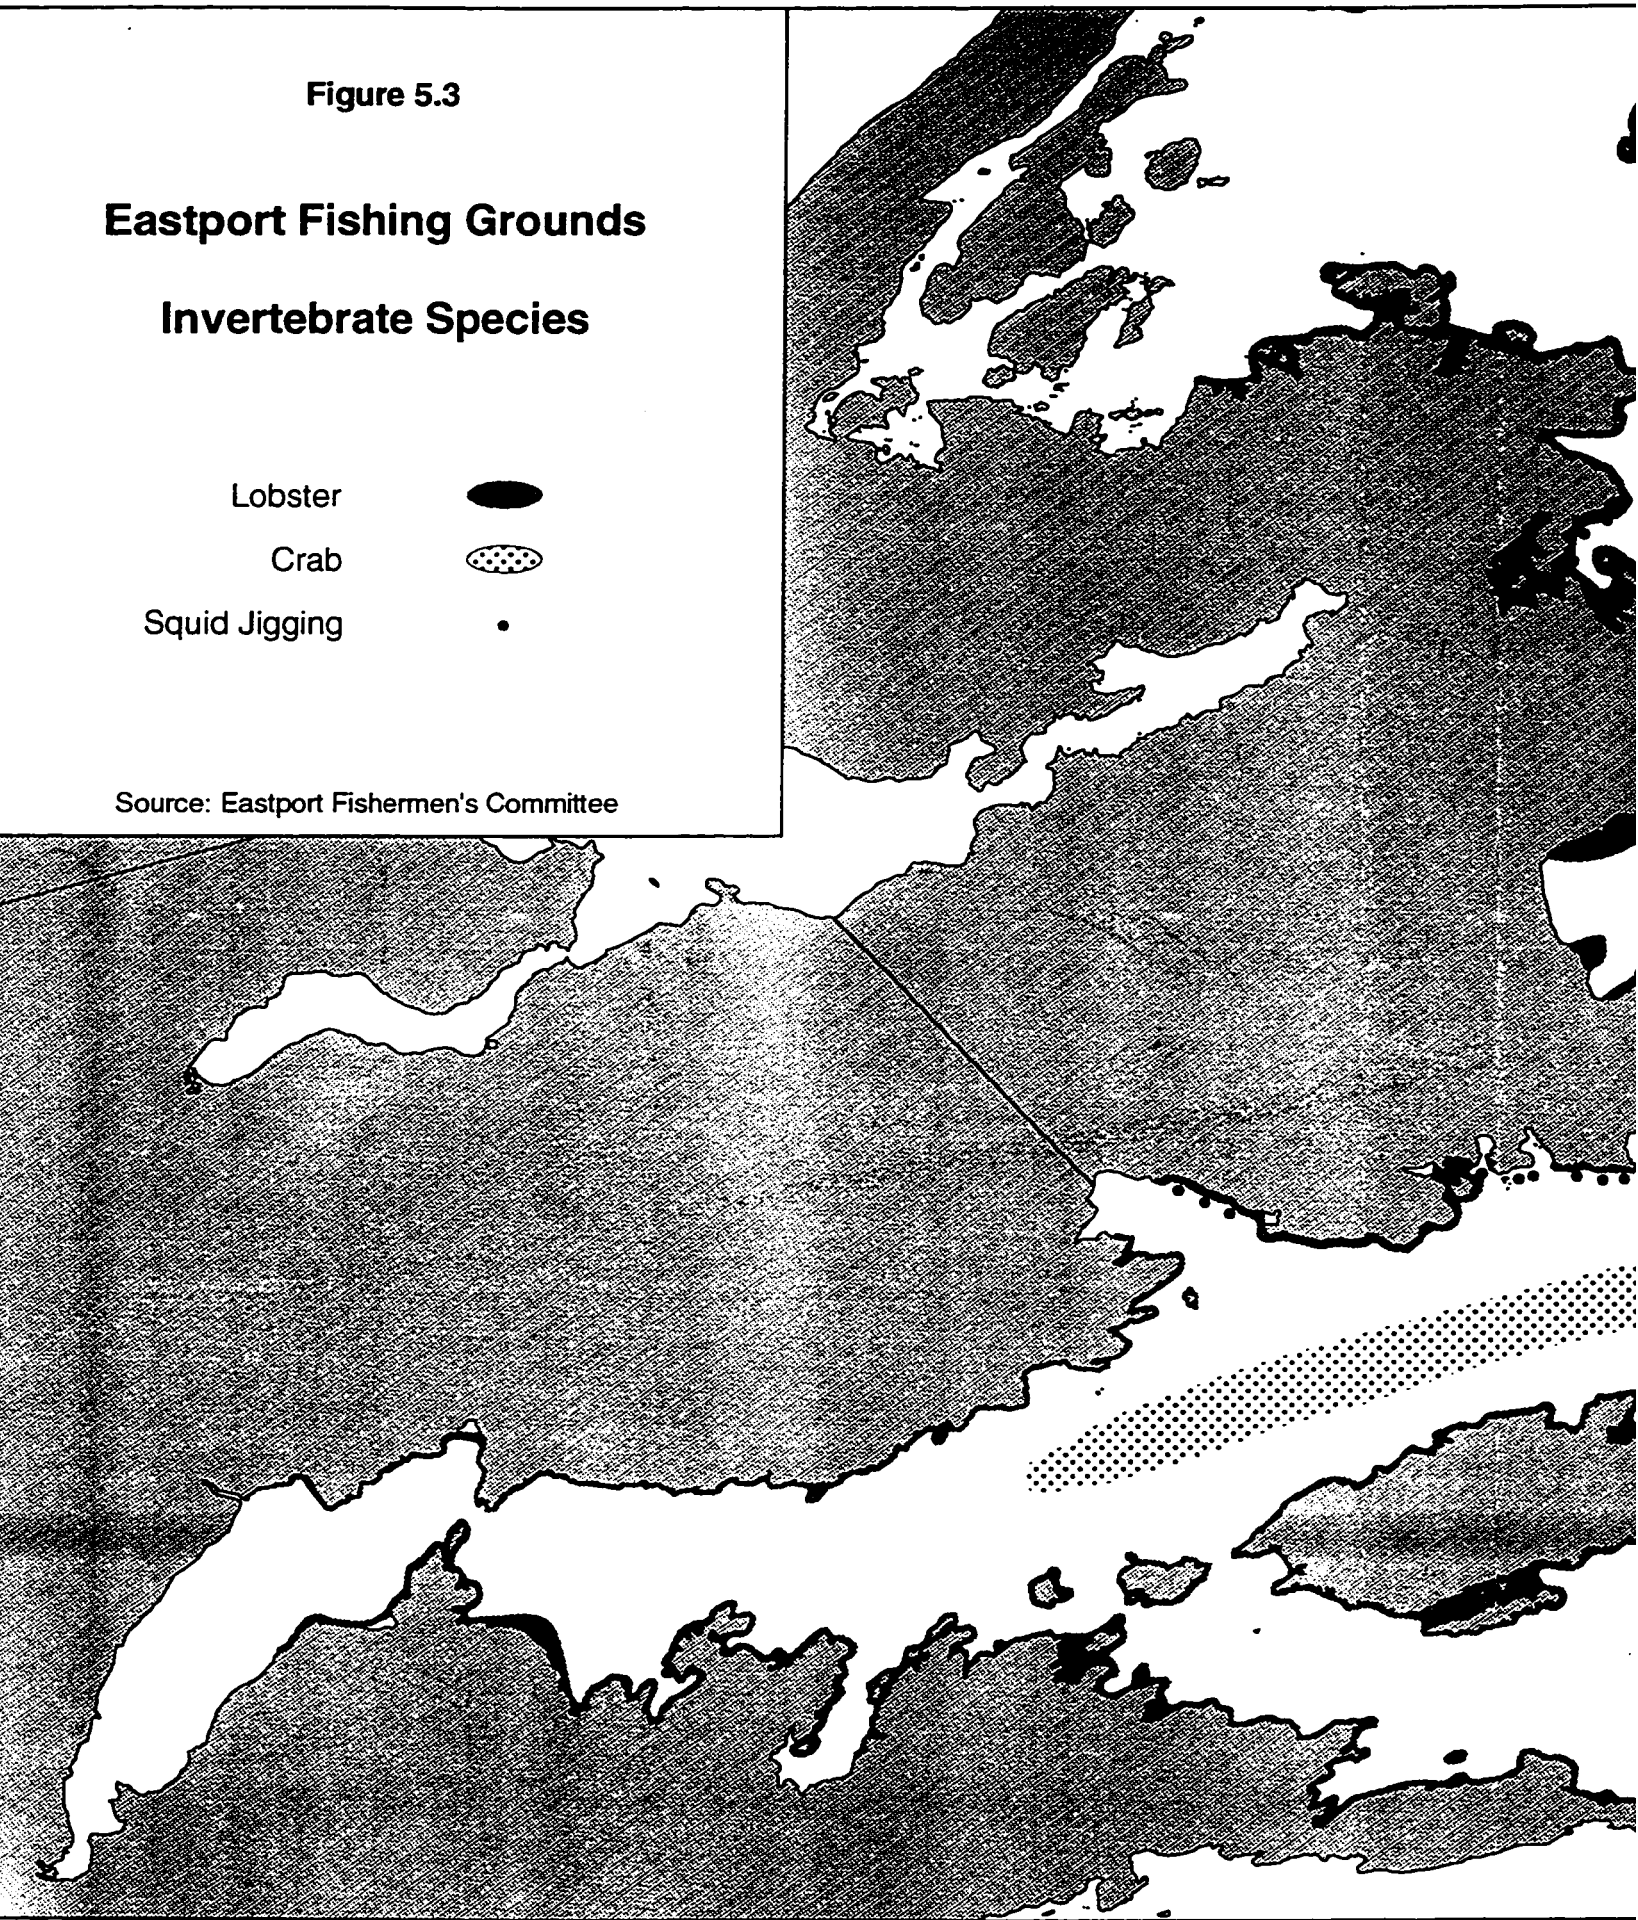 Figure 5.3
Eastport Fishing Grounds
Invertebrate Species
Lobster
Crab
Squid Jigging
Source: Eastport Fishermen's Committee